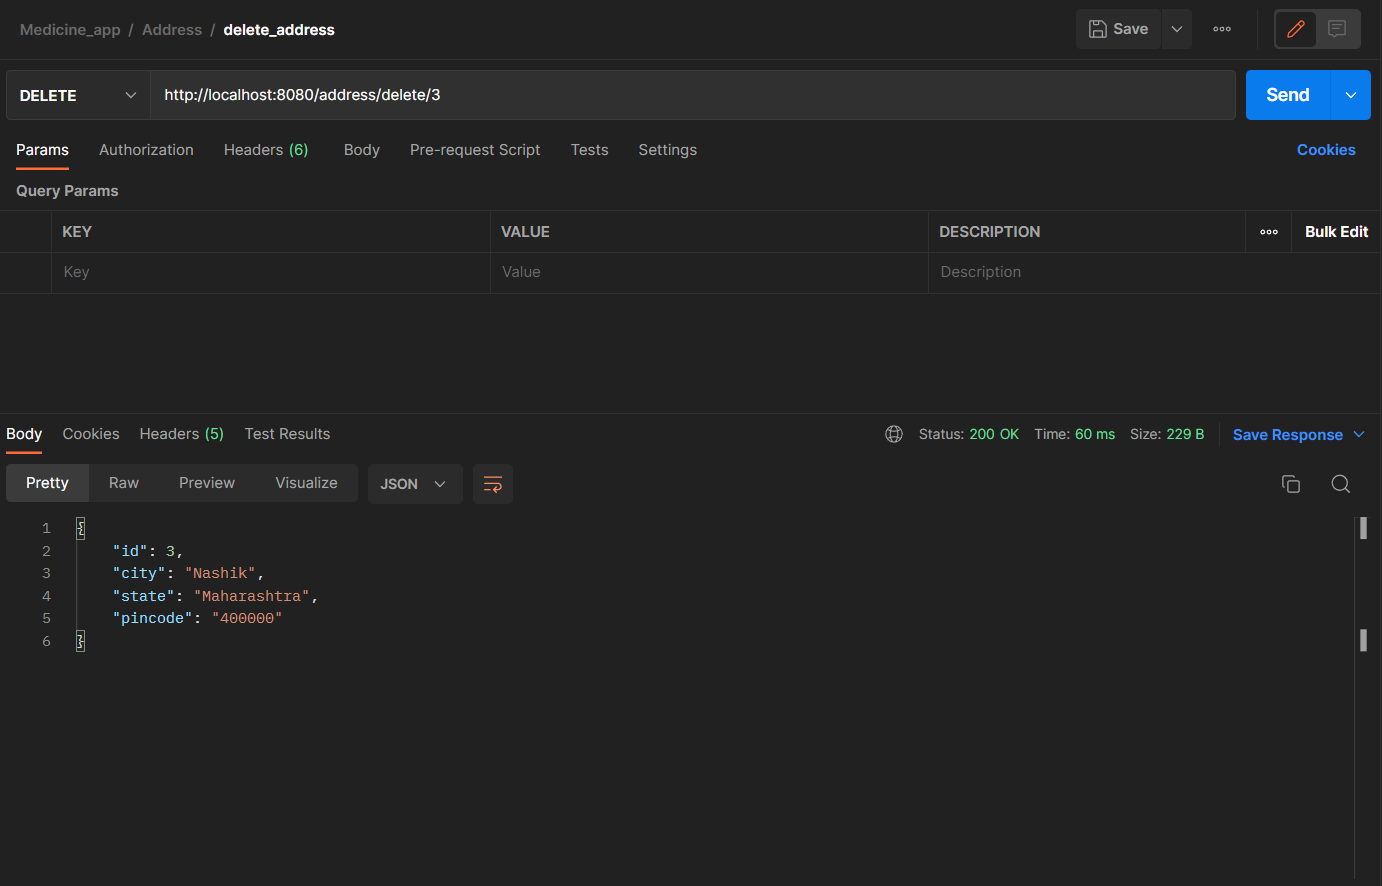 Medicine_app / Address / delete_address Save
DELETE http://localhost:8080/address/delete/3 Send
Params Authorization Headers (6) Body Pre-request Script Tests Settings Cookies
Query Params
KEY VALUE DESCRIPTION Bulk Edit
Key Value Description
Body Cookies Headers (5) Test Results Status: 200 OK Time: 60 ms Size: 229 B Save Response
Pretty Raw Preview Visualize JSON
1 {
2 "id": 3,
3 "city": "Nashik",
4 "state": "Maharashtra",
5 "pincode": "400000"
6 }